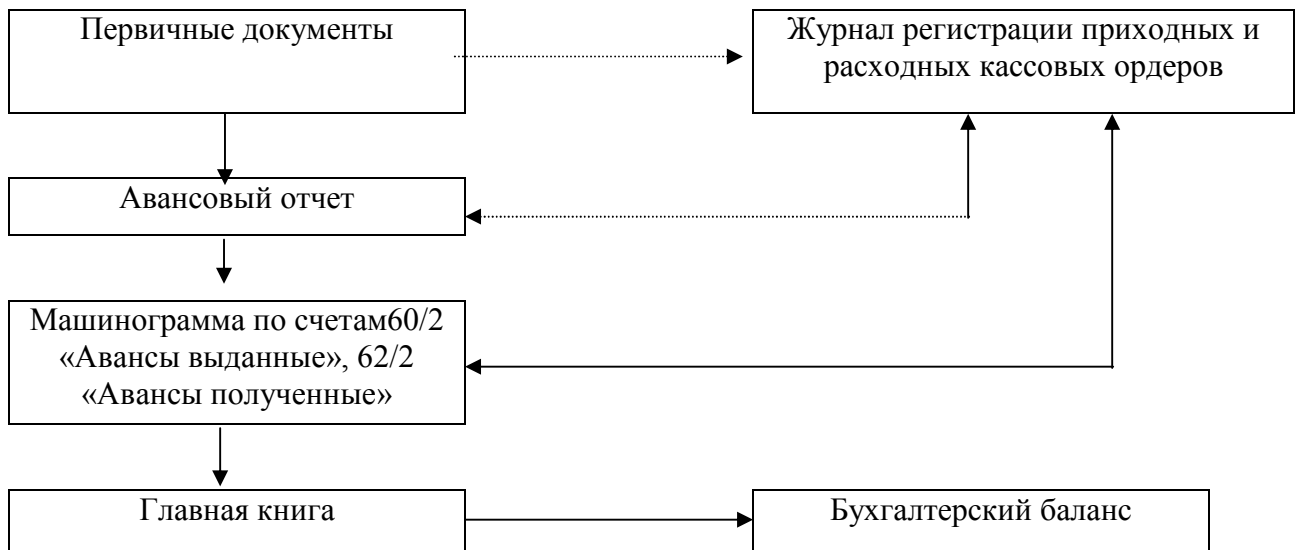 Первичные документы
Журнал регистрации приходных и
расходных кассовых ордеров
Авансовый отчет
Машинограмма по счетам60/2
«Авансы выданные», 62/2
«Авансы полученные»
Главная книга
Бухгалтерский баланс